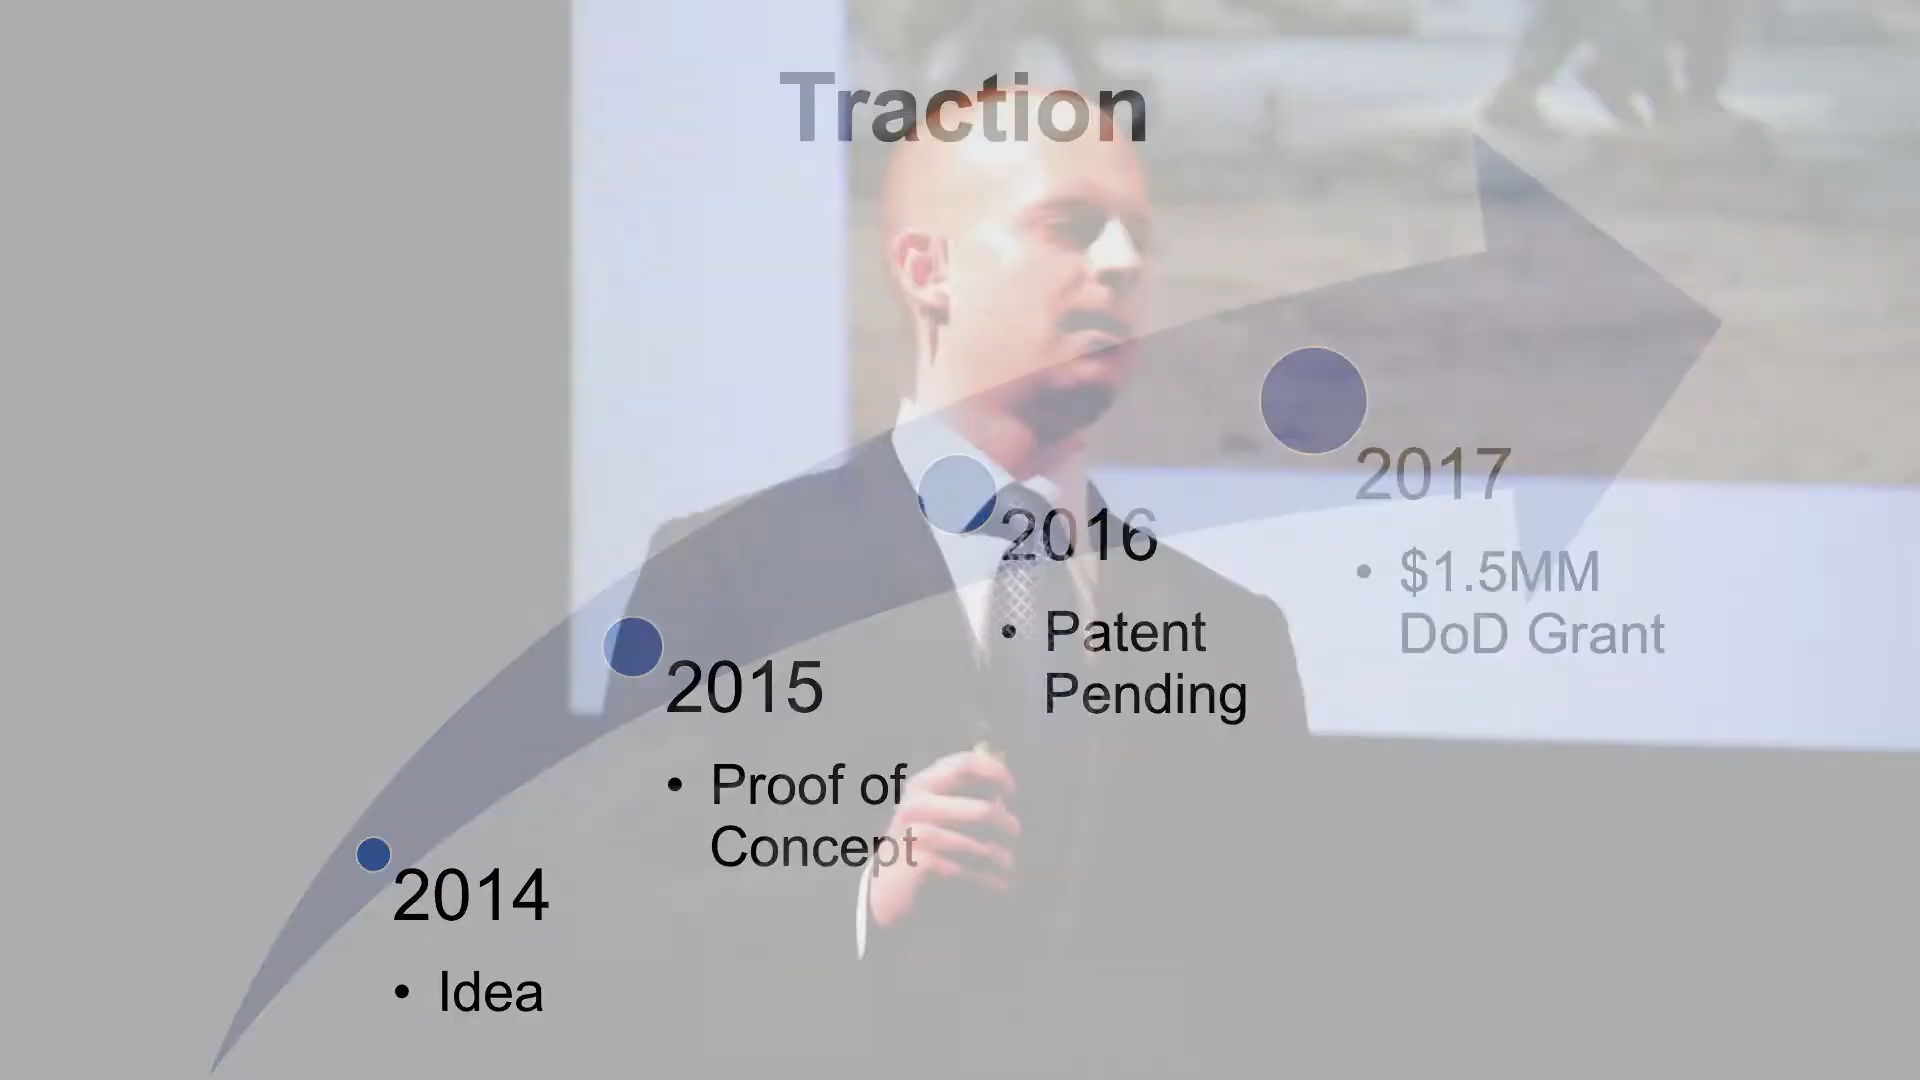 Traction
2014
• Idea
2015
• Proof of
Concept
2016
• Patent
Pending
2017
• $1.5MM
DoD Grant